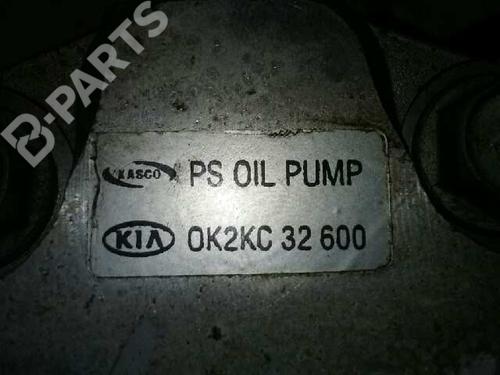 B-PARTS
KASCO PS OIL PUMP
KIA 0K2KC 32 600